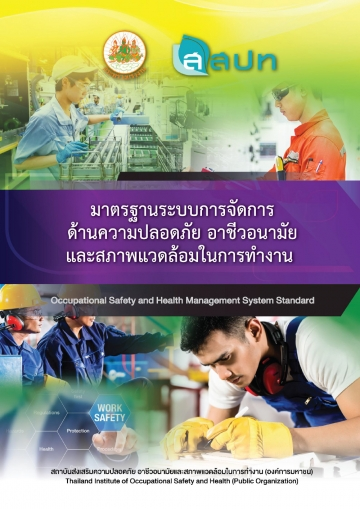 สสปท
มาตรฐานระบบการจัดการ
ด้านความปลอดภัย อาชีวอนามัย
และสภาพแวดล้อมในการทำงาน
Occupational Safety and Health Management System Standard
WORK
SAFETY
Protection
Health
สถาบันส่งเสริมความปลอดภัย อาชีวอนามัยและสภาพแวดล้อมในการทำงาน (องค์การมหาชน)
Thailand Institute of Occupational Safety and Health (Public Organization)